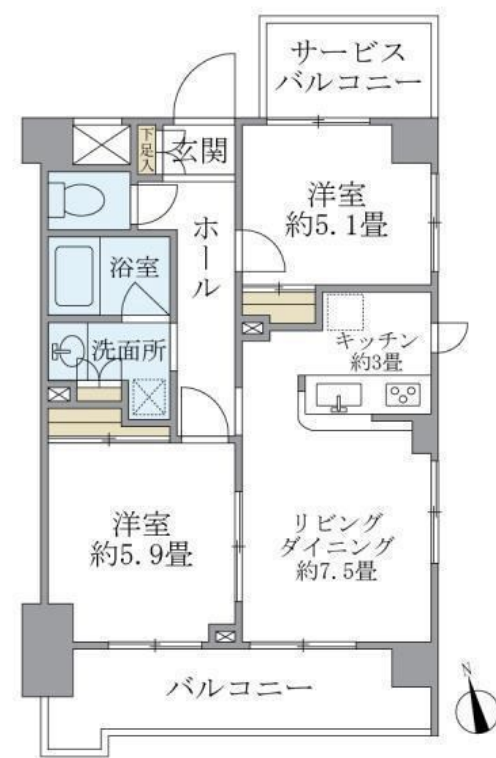 サービス
バルコニー
下足入
玄関
洋室
約5.1畳
ホール
浴室
キッチン
約3畳
洗面所
洋室
約5.9畳
リビング
ダイニング
約7.5畳
バルコニー
N